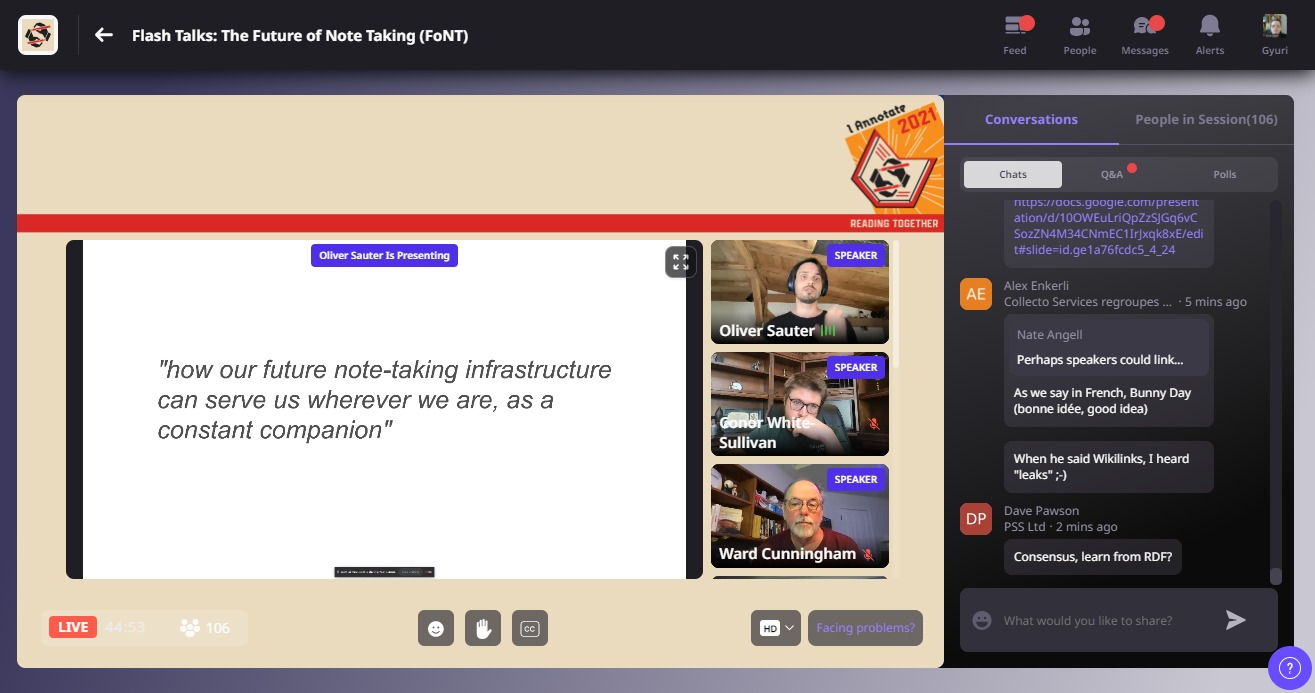 Flash Talks: The Future of Note Taking (FoNT)
Feed
People
Messages
Alerts
Gyuri
I Annotate
2021
READING TOGETHER
Oliver Sauter Is Presenting
"how our future note-taking infrastructure
can serve us wherever we are, as a
constant companion"
SPEAKER
Oliver Sauter
SPEAKER
Conor White-
Sullivan
SPEAKER
Ward Cunningham
LIVE 44:53 106
CC
HD
Facing problems?
Conversations
People in Session(106)
Chats
Q&A
Polls
https://docs.google.com/present
ation/d/10OWEuLriQpZzSJGq6vC
SozZN4M34CNmEC1IrJxqk8xE/edi
t#slide=id.ge1a76fcdc5_4_24
AE
Alex Enkerli
Collecto Services regroupes ... · 5 mins ago
Nate Angell
Perhaps speakers could link...
As we say in French, Bunny Day
(bonne idée, good idea)
When he said Wikilinks, I heard
"leaks" ;-)
DP
Dave Pawson
PSS Ltd · 2 mins ago
Consensus, learn from RDF?
What would you like to share?
?